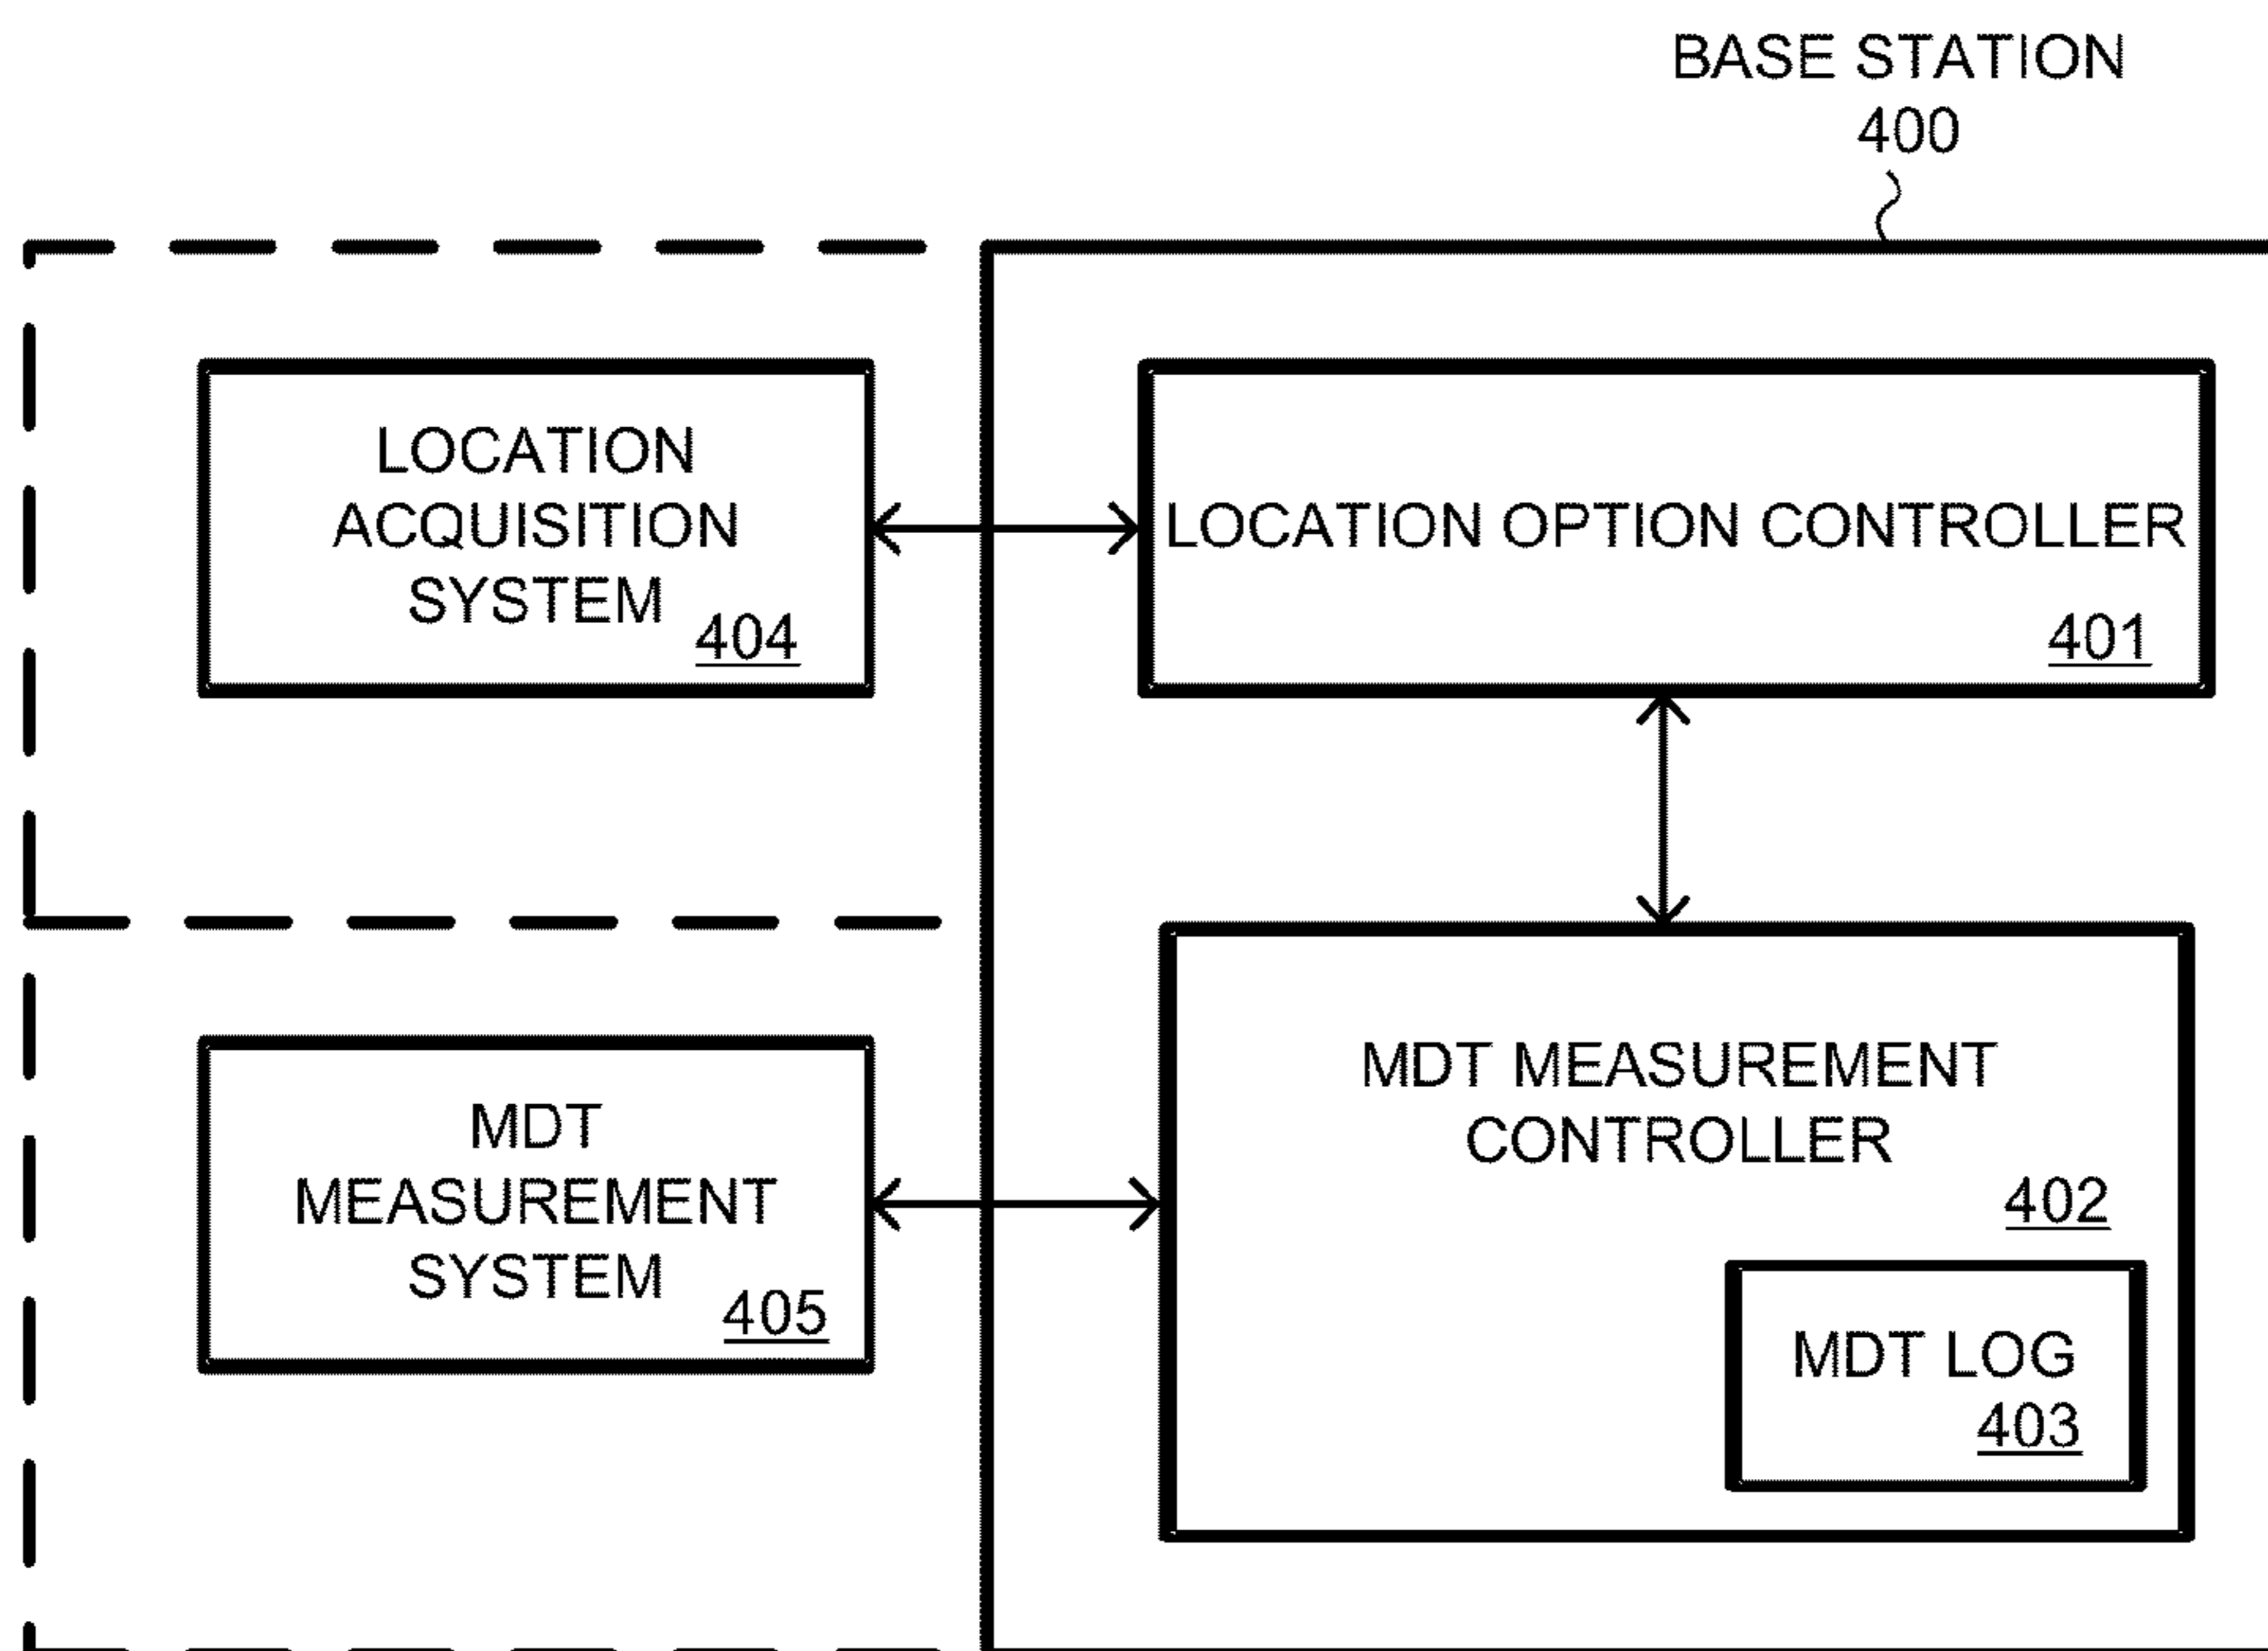 BASE STATION
400
LOCATION
ACQUISITION
SYSTEM
404
LOCATION OPTION CONTROLLER
401
MDT MEASUREMENT
CONTROLLER
402
MDT
MEASUREMENT
SYSTEM
405
MDT LOG
403